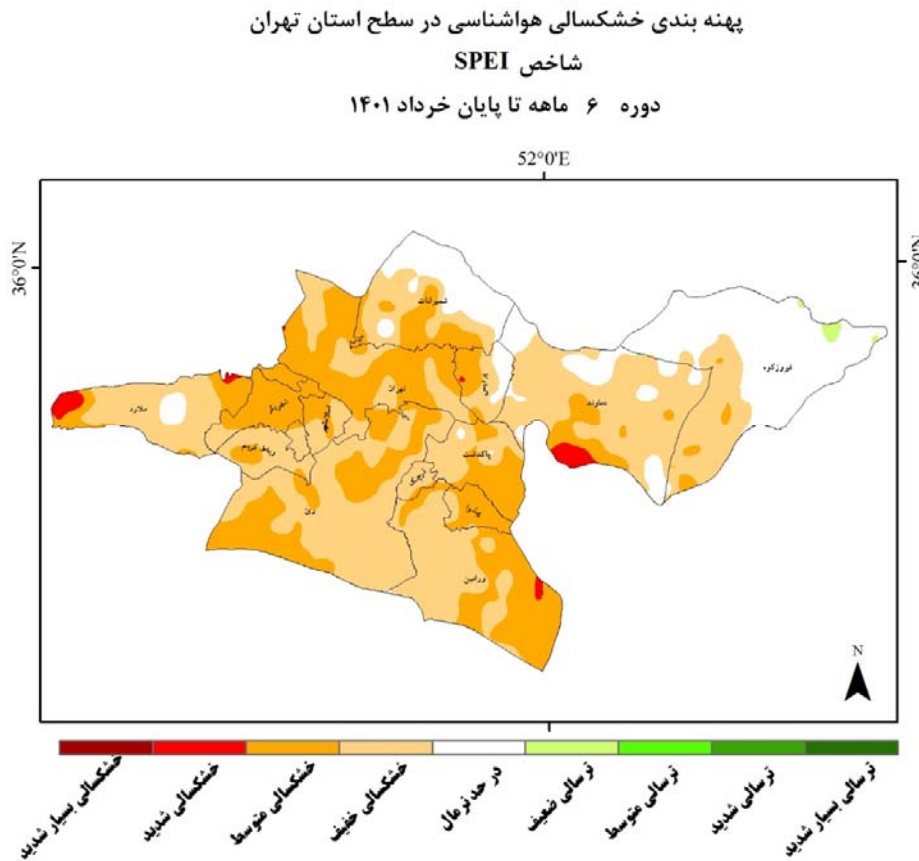 پهنه بندی خشکسالی هواشناسی در سطح استان تهران
شاخص SPEI
دوره ۶ ماهه تا پایان خرداد ۱۴۰۱
52°0'E
36°0'N
36°0'N
شمیرانات
فیروزکوه
تهران
پردیس
دماوند
ملارد
شهریار
اسلامشهر
رباط کریم
پاکدشت
ری
ورامین
N
خشکسالی بسیار شدید
خشکسالی شدید
خشکسالی متوسط
خشکسالی خفیف
در حد نرمال
ترسالی ضعیف
ترسالی متوسط
ترسالی شدید
ترسالی بسیار شدید